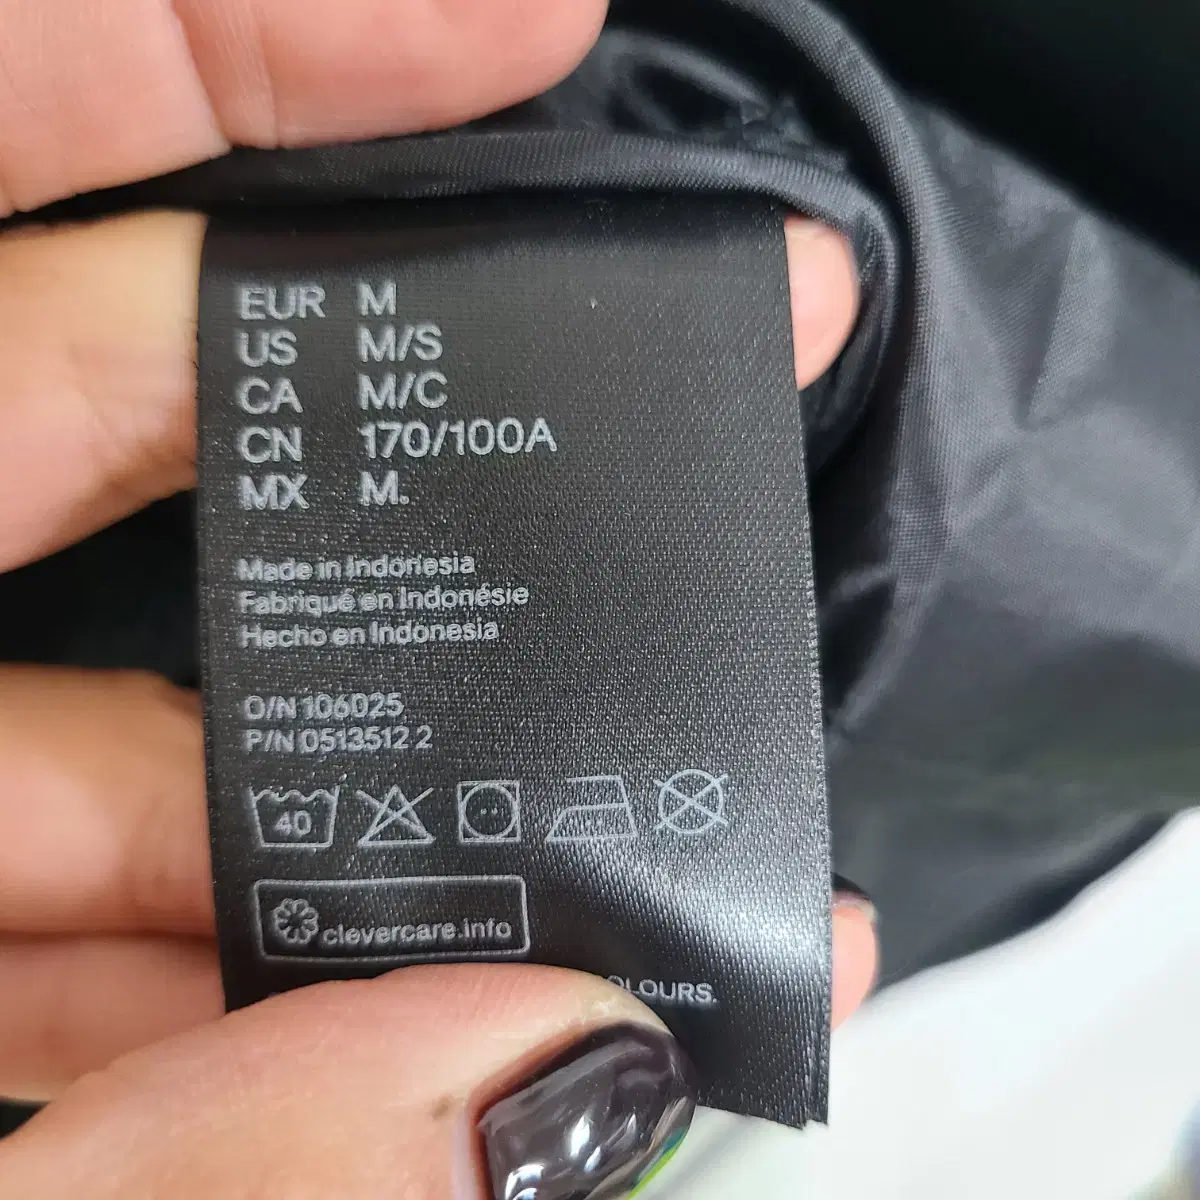 EUR M
US M/S
CA M/C
CN 170/100A
MX M.
Made in Indonesia
Fabriqué en Indonésie
Hecho en Indonesia
O/N 106025
P/N 0513512 2
40
clevercare.info
OLOURS.